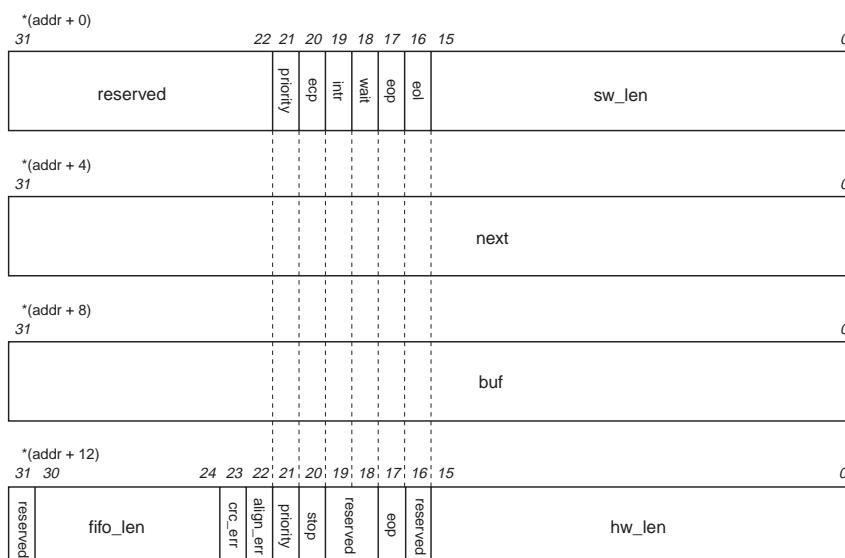 *(addr + 0)
31 22 21 20 19 18 17 16 15 0
reserved priority ecp intr wait eop eol sw_len
*(addr + 4)
31 0
next
*(addr + 8)
31 0
buf
*(addr + 12)
31 30 24 23 22 21 20 19 18 17 16 15 0
reserved fifo_len crc_err align_err priority stop reserved eop reserved hw_len